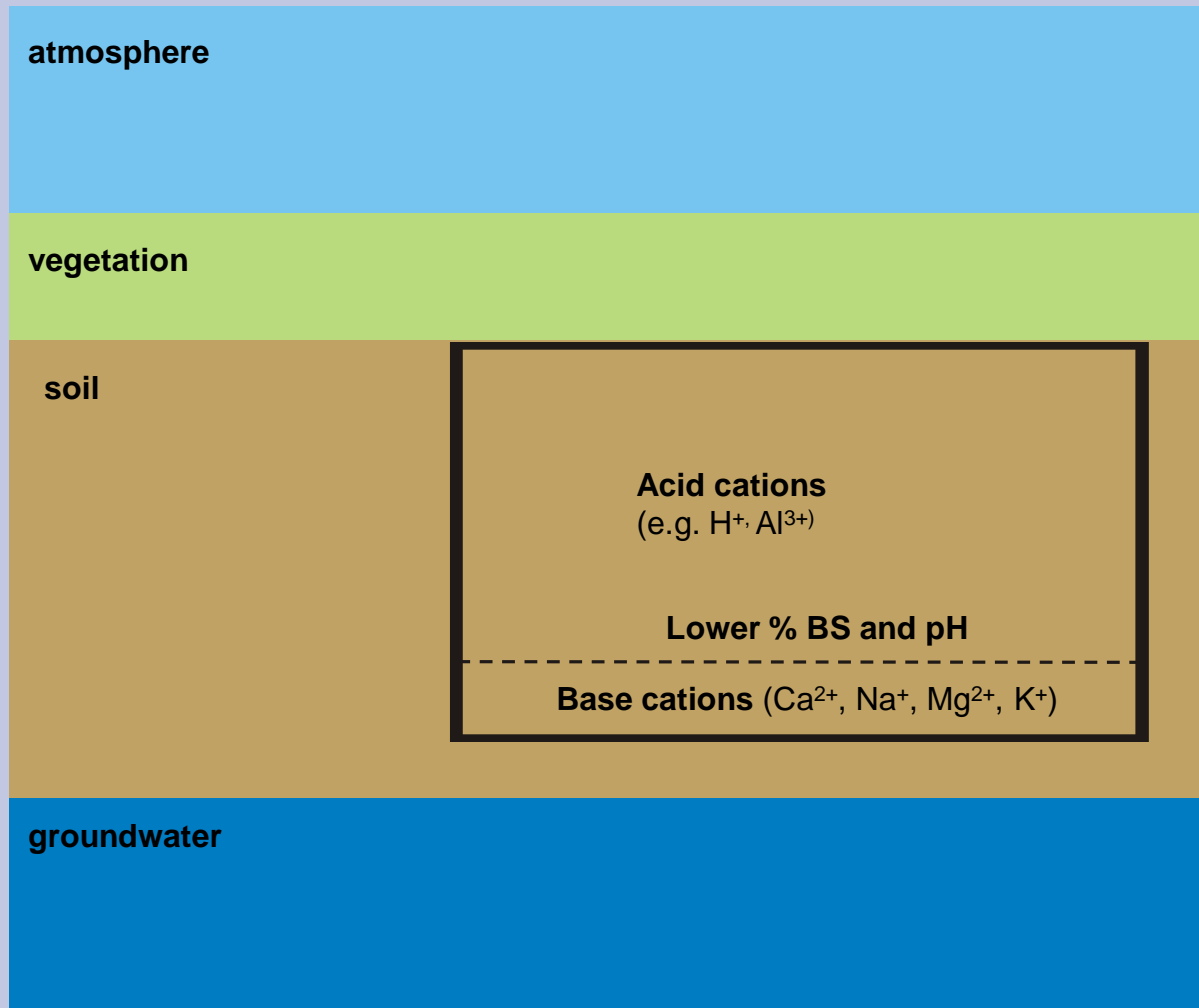 atmosphere
vegetation
soil
Acid cations
(e.g. H⁺, Al³⁺⁾
Lower % BS and pH
Base cations (Ca²⁺, Na⁺, Mg²⁺, K⁺)
groundwater